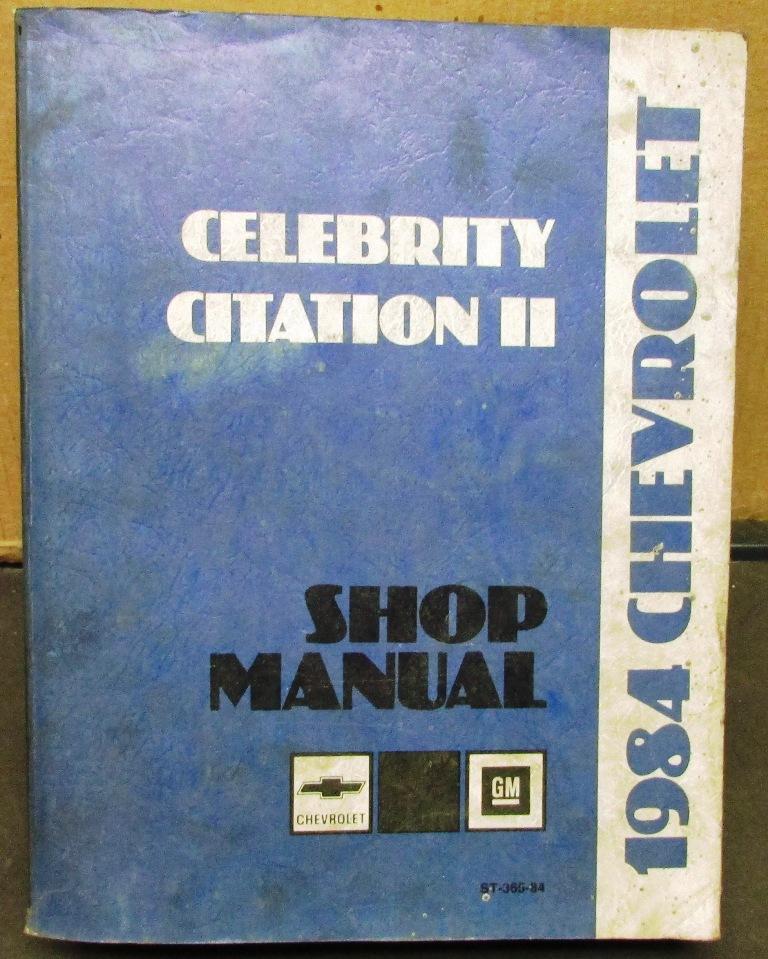 CELEBRITY
CITATION II
SHOP
MANUAL
CHEVROLET
GM
ST-365-84
1984 CHEVROLET